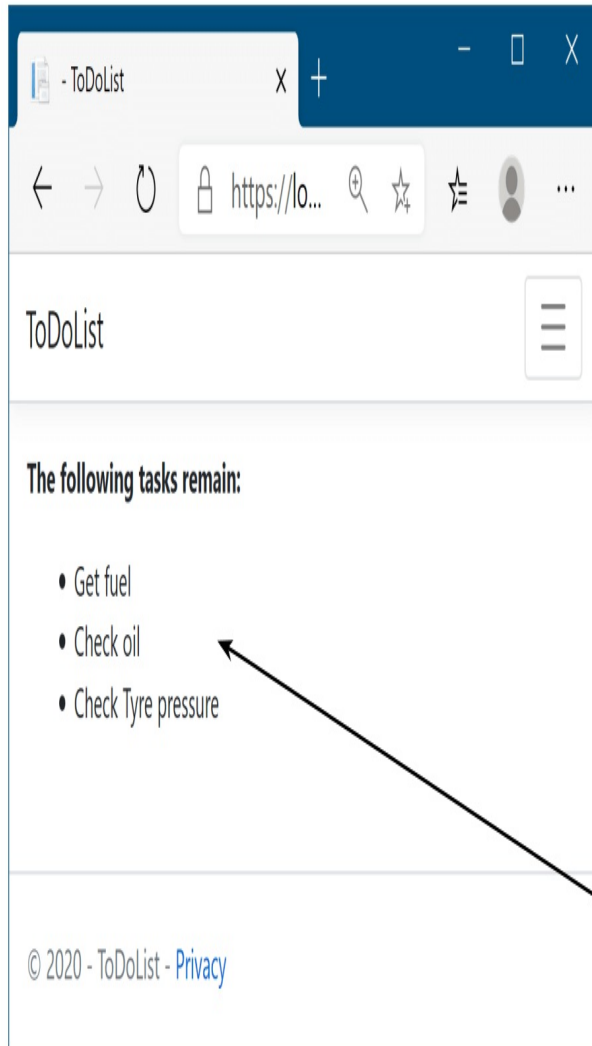 - ToDoList
https://lo...
ToDoList
The following tasks remain:
• Get fuel
• Check oil
• Check Tyre pressure
© 2020 - ToDoList - Privacy